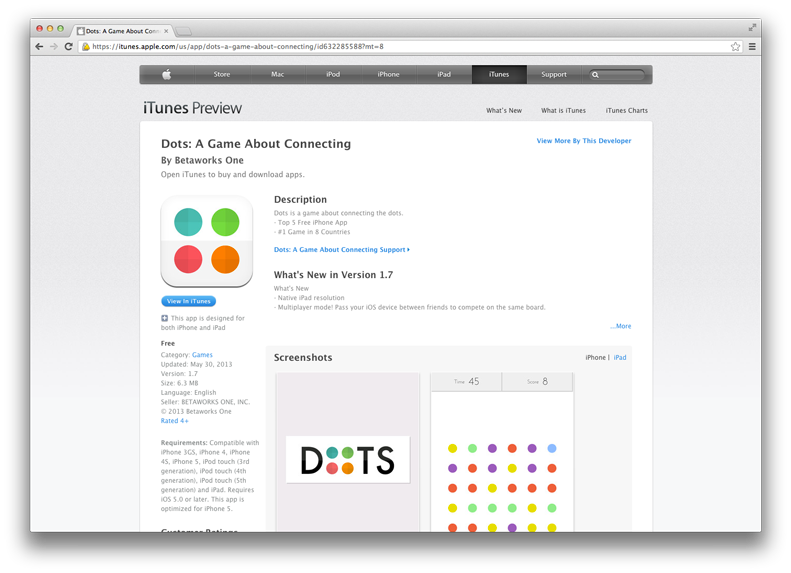 Dots: A Game About Conn
https://itunes.apple.com/us/app/dots-a-game-about-connecting/id632285588?mt=8
Store Mac iPod iPhone iPad iTunes Support
iTunes Preview
What's New What is iTunes iTunes Charts
Dots: A Game About Connecting
View More By This Developer
By Betaworks One
Open iTunes to buy and download apps.
Description
Dots is a game about connecting the dots.
- Top 5 Free iPhone App
- #1 Game in 8 Countries
Dots: A Game About Connecting Support
What's New in Version 1.7
What's New
- Native iPad resolution
- Multiplayer mode! Pass your iOS device between friends to compete on the same board.
...More
View In iTunes
This app is designed for
both iPhone and iPad
Free
Category: Games
Updated: May 30, 2013
Version: 1.7
Size: 6.3 MB
Language: English
Seller: BETAWORKS ONE, INC.
© 2013 Betaworks One
Rated 4+
Requirements: Compatible with
iPhone 3GS, iPhone 4, iPhone
4S, iPhone 5, iPod touch (3rd
generation), iPod touch (4th
generation), iPod touch (5th
generation) and iPad. Requires
iOS 5.0 or later. This app is
optimized for iPhone 5.
Customer Ratings
Screenshots
iPhone | iPad
DOTS
Time 45 Score 8